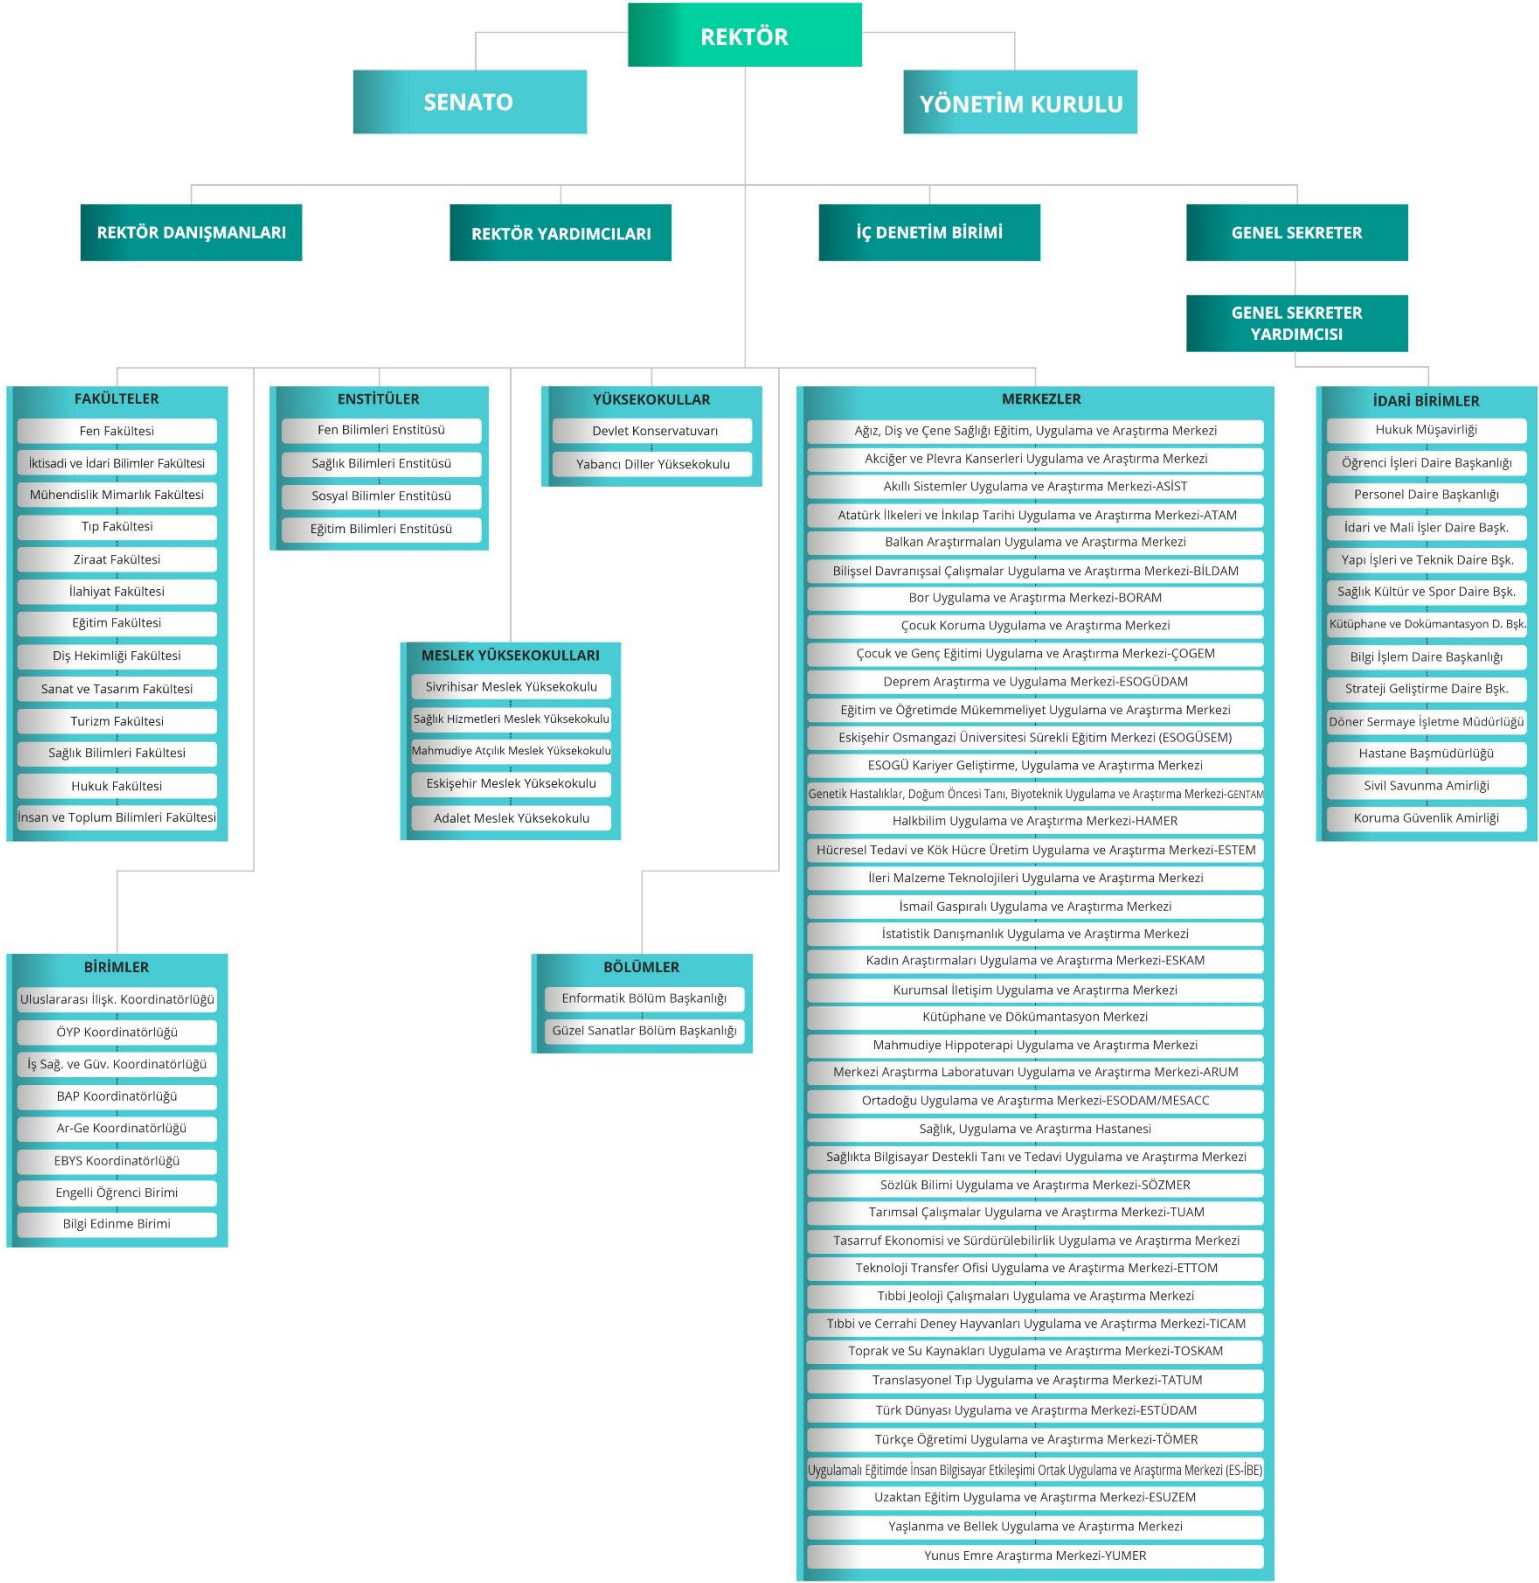 REKTÖR
SENATO
YÖNETİM KURULU
REKTÖR DANIŞMANLARI
REKTÖR YARDIMCILARI
İÇ DENETİM BİRİMİ
GENEL SEKRETER
GENEL SEKRETER
YARDIMCISI
FAKÜLTELER
Fen Fakültesi
İktisadi ve İdari Bilimler Fakültesi
Mühendislik Mimarlık Fakültesi
Tıp Fakültesi
Ziraat Fakültesi
İlahiyat Fakültesi
Eğitim Fakültesi
Diş Hekimliği Fakültesi
Sanat ve Tasarım Fakültesi
Turizm Fakültesi
Sağlık Bilimleri Fakültesi
Hukuk Fakültesi
İnsan ve Toplum Bilimleri Fakültesi
ENSTİTÜLER
Fen Bilimleri Enstitüsü
Sağlık Bilimleri Enstitüsü
Sosyal Bilimler Enstitüsü
Eğitim Bilimleri Enstitüsü
YÜKSEKOKULLAR
Devlet Konservatuvarı
Yabancı Diller Yüksekokulu
MESLEK YÜKSEKOKULLARI
Sivrihisar Meslek Yüksekokulu
Sağlık Hizmetleri Meslek Yüksekokulu
Mahmudiye Atçılık Meslek Yüksekokulu
Eskişehir Meslek Yüksekokulu
Adalet Meslek Yüksekokulu
MERKEZLER
Ağız, Diş ve Çene Sağlığı Eğitim, Uygulama ve Araştırma Merkezi
Akciğer ve Plevra Kanserleri Uygulama ve Araştırma Merkezi
Akıllı Sistemler Uygulama ve Araştırma Merkezi-ASİST
Atatürk İlkeleri ve İnkılap Tarihi Uygulama ve Araştırma Merkezi-ATAM
Balkan Araştırmaları Uygulama ve Araştırma Merkezi
Bilişsel Davranışsal Çalışmalar Uygulama ve Araştırma Merkezi-BİLDAM
Bor Uygulama ve Araştırma Merkezi-BORAM
Çocuk Koruma Uygulama ve Araştırma Merkezi
Çocuk ve Genç Eğitimi Uygulama ve Araştırma Merkezi-ÇOGEM
Deprem Araştırma ve Uygulama Merkezi-ESOGÜDAM
Eğitim ve Öğretimde Mükemmeliyet Uygulama ve Araştırma Merkezi
Eskişehir Osmangazi Üniversitesi Sürekli Eğitim Merkezi (ESOGÜSEM)
ESOGÜ Kariyer Geliştirme, Uygulama ve Araştırma Merkezi
Genetik Hastalıklar, Doğum Öncesi Tanı, Biyoteknik Uygulama ve Araştırma Merkezi-GENTAM
Halkbilim Uygulama ve Araştırma Merkezi-HAMER
Hücresel Tedavi ve Kök Hücre Üretim Uygulama ve Araştırma Merkezi-ESTEM
İleri Malzeme Teknolojileri Uygulama ve Araştırma Merkezi
İsmail Gaspıralı Uygulama ve Araştırma Merkezi
İstatistik Danışmanlık Uygulama ve Araştırma Merkezi
Kadın Araştırmaları Uygulama ve Araştırma Merkezi-ESKAM
Kurumsal İletişim Uygulama ve Araştırma Merkezi
Kütüphane ve Dökümantasyon Merkezi
Mahmudiye Hippoterapi Uygulama ve Araştırma Merkezi
Merkezi Araştırma Laboratuvarı Uygulama ve Araştırma Merkezi-ARUM
Ortadoğu Uygulama ve Araştırma Merkezi-ESODAM/MESACC
Sağlık, Uygulama ve Araştırma Hastanesi
Sağlıkta Bilgisayar Destekli Tanı ve Tedavi Uygulama ve Araştırma Merkezi
Sözlük Bilimi Uygulama ve Araştırma Merkezi-SÖZMER
Tarımsal Çalışmalar Uygulama ve Araştırma Merkezi-TUAM
Tasarruf Ekonomisi ve Sürdürülebilirlik Uygulama ve Araştırma Merkezi
Teknoloji Transfer Ofisi Uygulama ve Araştırma Merkezi-ETTOM
Tıbbi Jeoloji Çalışmaları Uygulama ve Araştırma Merkezi
Tıbbi ve Cerrahi Deney Hayvanları Uygulama ve Araştırma Merkezi-TICAM
Toprak ve Su Kaynakları Uygulama ve Araştırma Merkezi-TOSKAM
Translasyonel Tıp Uygulama ve Araştırma Merkezi-TATUM
Türk Dünyası Uygulama ve Araştırma Merkezi-ESTÜDAM
Türkçe Öğretimi Uygulama ve Araştırma Merkezi-TÖMER
Uygulamalı Eğitimde İnsan Bilgisayar Etkileşimi Ortak Uygulama ve Araştırma Merkezi (ES-İBE)
Uzaktan Eğitim Uygulama ve Araştırma Merkezi-ESUZEM
Yaşlanma ve Bellek Uygulama ve Araştırma Merkezi
Yunus Emre Araştırma Merkezi-YUMER
İDARİ BİRİMLER
Hukuk Müşavirliği
Öğrenci İşleri Daire Başkanlığı
Personel Daire Başkanlığı
İdari ve Mali İşler Daire Başk.
Yapı İşleri ve Teknik Daire Bşk.
Sağlık Kültür ve Spor Daire Bşk.
Kütüphane ve Dokümantasyon D. Bşk.
Bilgi İşlem Daire Başkanlığı
Strateji Geliştirme Daire Bşk.
Döner Sermaye İşletme Müdürlüğü
Hastane Başmüdürlüğü
Sivil Savunma Amirliği
Koruma Güvenlik Amirliği
BİRİMLER
Uluslararası İlişk. Koordinatörlüğü
ÖYP Koordinatörlüğü
İş Sağ. ve Güv. Koordinatörlüğü
BAP Koordinatörlüğü
Ar-Ge Koordinatörlüğü
EBYS Koordinatörlüğü
Engelli Öğrenci Birimi
Bilgi Edinme Birimi
BÖLÜMLER
Enformatik Bölüm Başkanlığı
Güzel Sanatlar Bölüm Başkanlığı